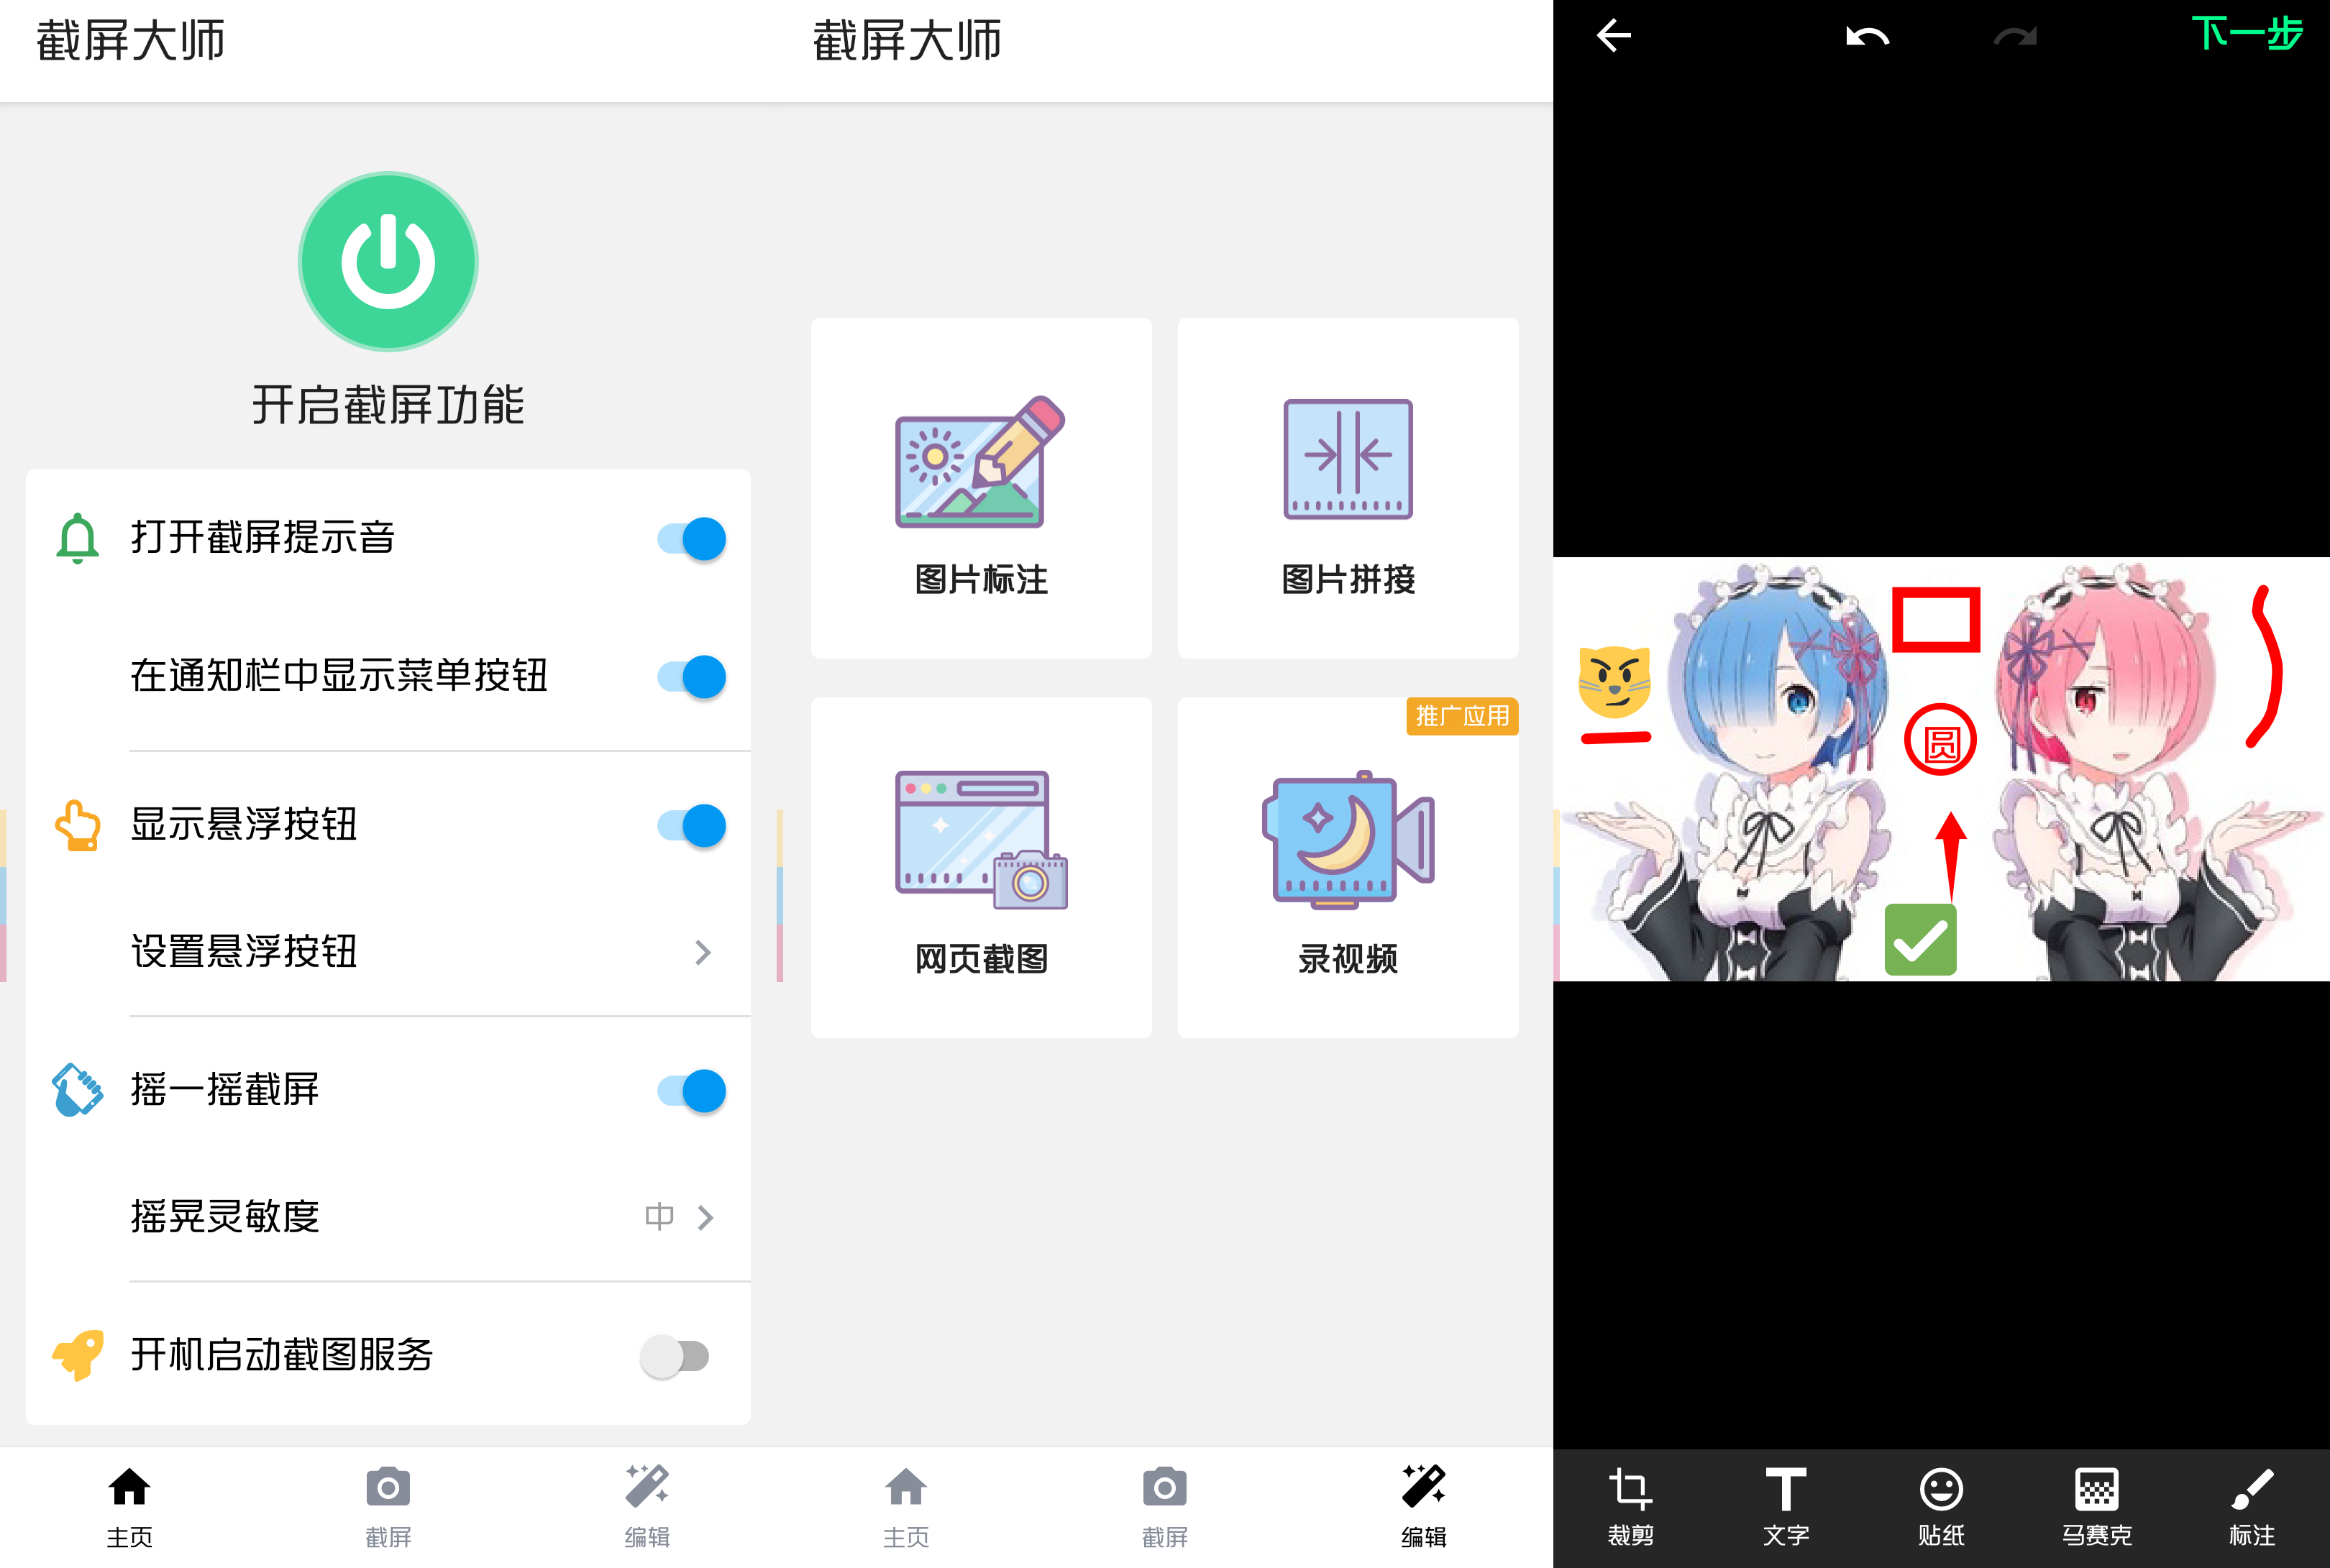 截屏大师
开启截屏功能
打开截屏提示音
在通知栏中显示菜单按钮
显示悬浮按钮
设置悬浮按钮
摇一摇截屏
摇晃灵敏度
中
开机启动截图服务
主页
截屏
编辑
截屏大师
图片标注
图片拼接
推广应用
网页截图
录视频
主页
截屏
编辑
下一步
圆
裁剪
文字
贴纸
马赛克
标注